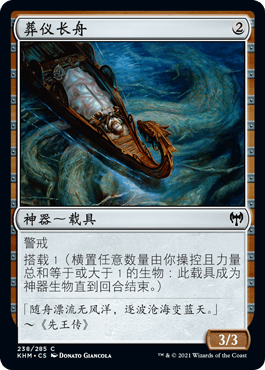 葬仪长舟 2
神器～载具
警戒
搭载1（横置任意数量由你操控且力量
总和等于或大于1的生物：此载具成为
神器生物直到回合结束。）
「随舟漂流无风洋，逐波沧海变蓝天。」
～《先王传》
3/3
238/285 C
KHM • CS DONATO GIANCOLA
™ & © 2021 Wizards of the Coast